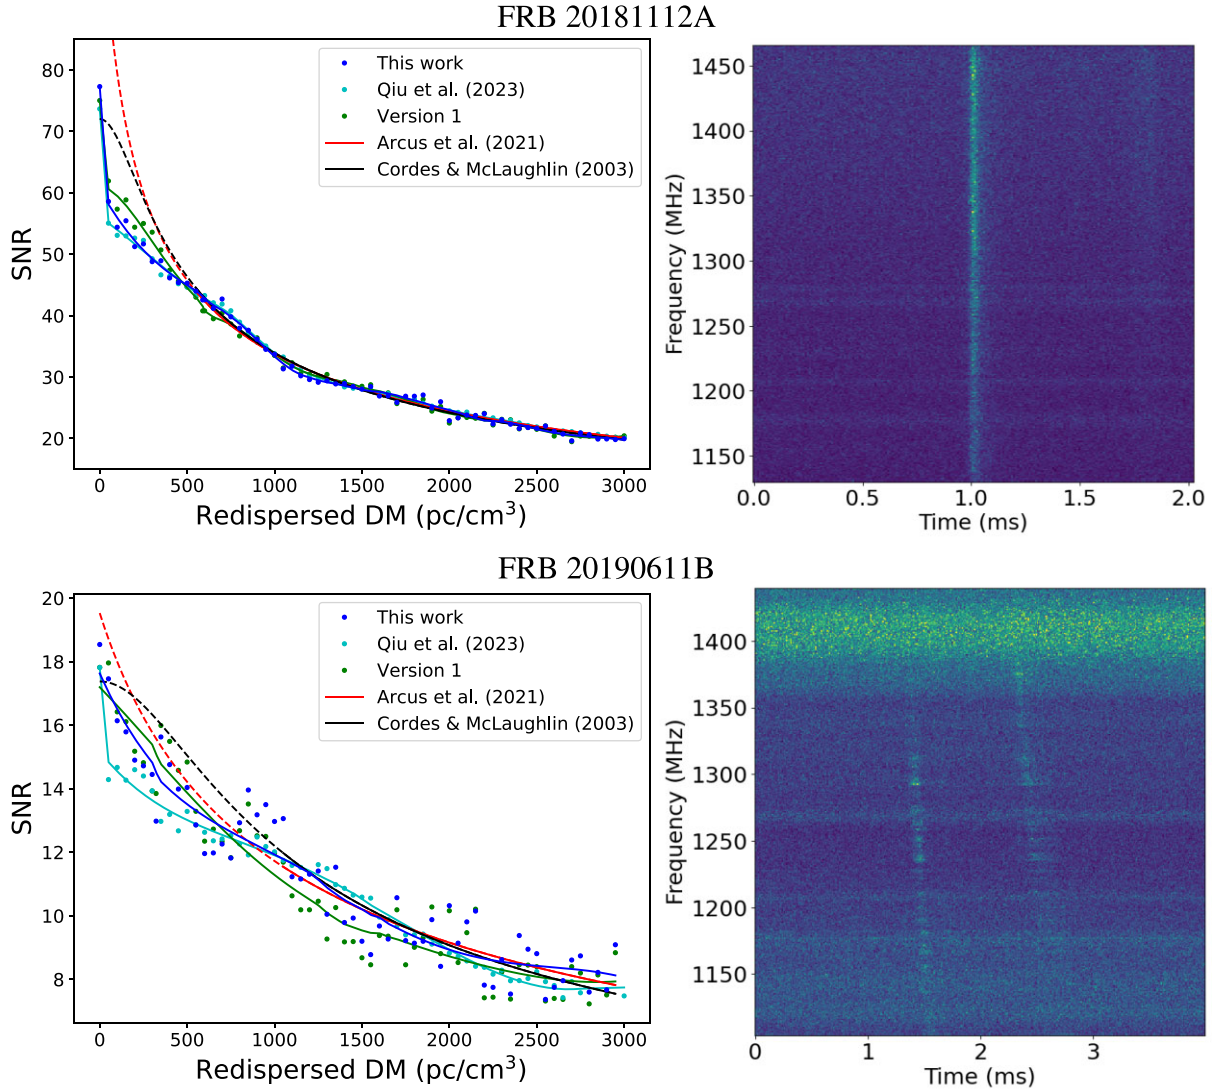 FRB 20181112A
80
70
60
50
40
30
20
SNR
0 500 1000 1500 2000 2500 3000
Redispersed DM (pc/cm³)
This work
Qiu et al. (2023)
Version 1
Arcus et al. (2021)
Cordes & McLaughlin (2003)
1450
1400
1350
1300
1250
1200
1150
Frequency (MHz)
0.0 0.5 1.0 1.5 2.0
Time (ms)
FRB 20190611B
20
18
16
14
12
10
8
SNR
0 500 1000 1500 2000 2500 3000
Redispersed DM (pc/cm³)
This work
Qiu et al. (2023)
Version 1
Arcus et al. (2021)
Cordes & McLaughlin (2003)
1400
1350
1300
1250
1200
1150
Frequency (MHz)
0 1 2 3
Time (ms)